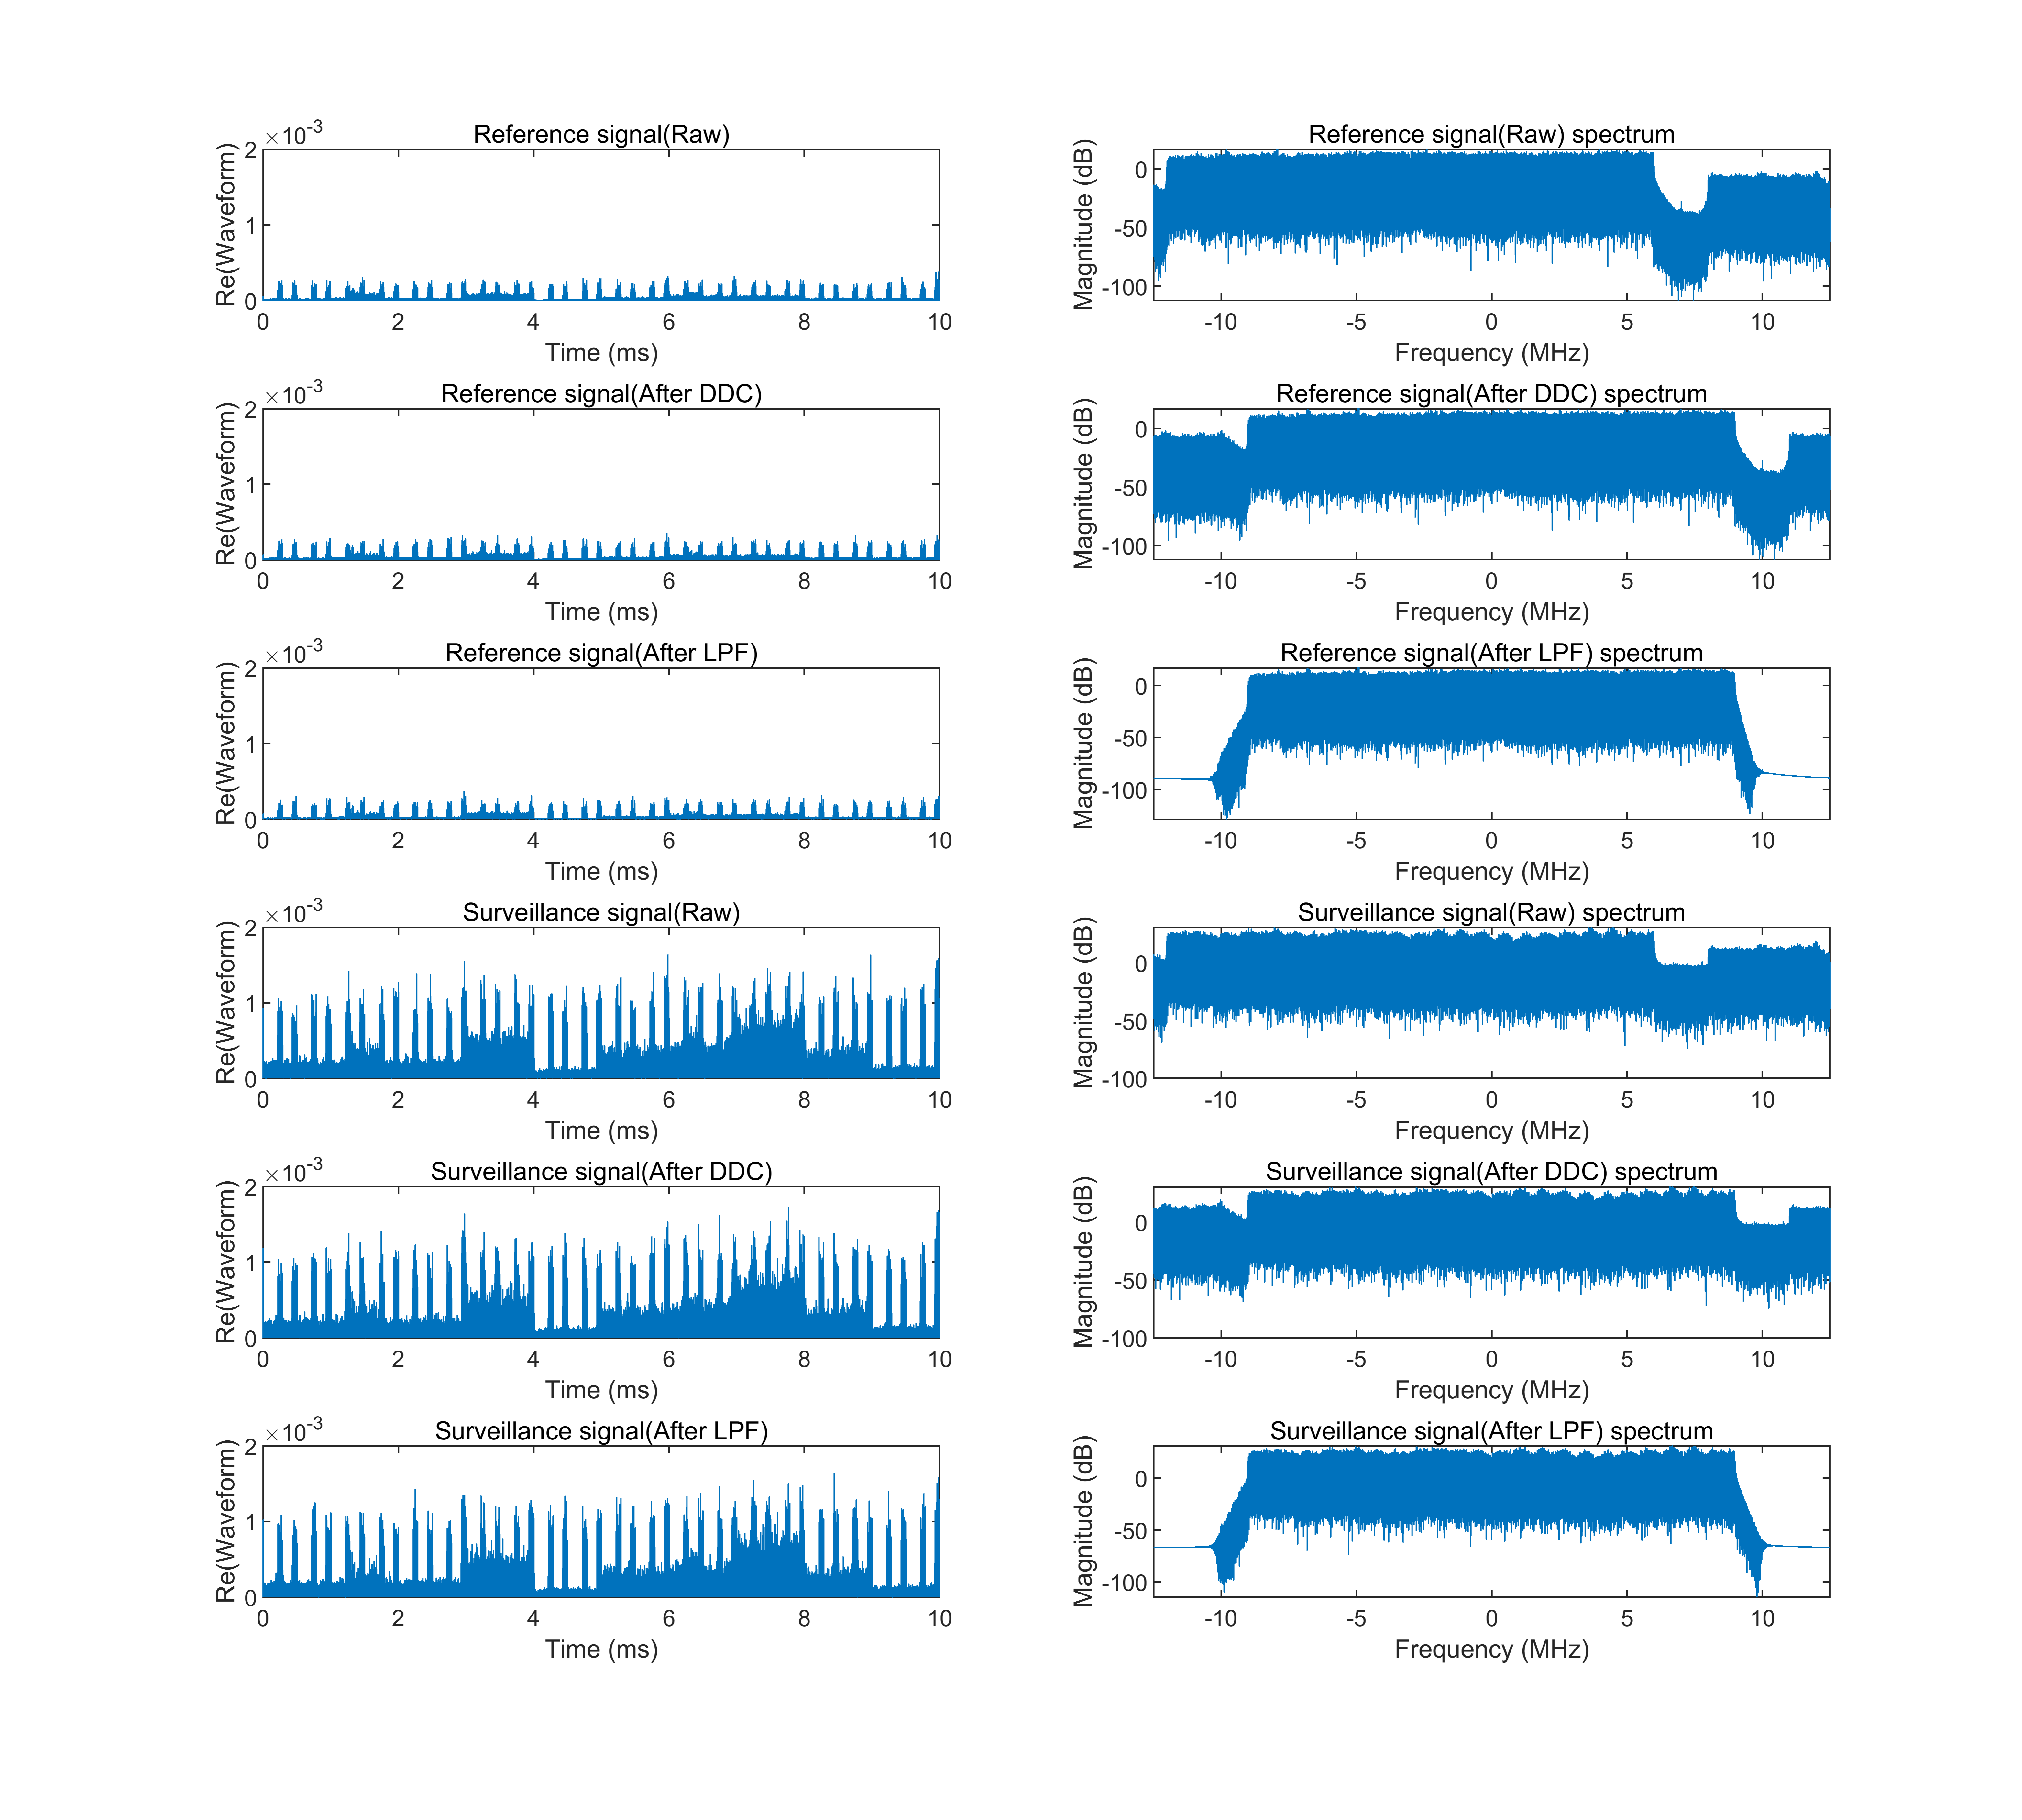 Reference signal(Raw)
×10-3
Re(Waveform)
2
1
0
0 2 4 6 8 10
Time (ms)
Reference signal(Raw) spectrum
Magnitude (dB)
0
-50
-100
-10 -5 0 5 10
Frequency (MHz)
Reference signal(After DDC)
×10-3
Re(Waveform)
2
1
0
0 2 4 6 8 10
Time (ms)
Reference signal(After DDC) spectrum
Magnitude (dB)
0
-50
-100
-10 -5 0 5 10
Frequency (MHz)
Reference signal(After LPF)
×10-3
Re(Waveform)
2
1
0
0 2 4 6 8 10
Time (ms)
Reference signal(After LPF) spectrum
Magnitude (dB)
0
-50
-100
-10 -5 0 5 10
Frequency (MHz)
Surveillance signal(Raw)
×10-3
Re(Waveform)
2
1
0
0 2 4 6 8 10
Time (ms)
Surveillance signal(Raw) spectrum
Magnitude (dB)
0
-50
-100
-10 -5 0 5 10
Frequency (MHz)
Surveillance signal(After DDC)
×10-3
Re(Waveform)
2
1
0
0 2 4 6 8 10
Time (ms)
Surveillance signal(After DDC) spectrum
Magnitude (dB)
0
-50
-100
-10 -5 0 5 10
Frequency (MHz)
Surveillance signal(After LPF)
×10-3
Re(Waveform)
2
1
0
0 2 4 6 8 10
Time (ms)
Surveillance signal(After LPF) spectrum
Magnitude (dB)
0
-50
-100
-10 -5 0 5 10
Frequency (MHz)